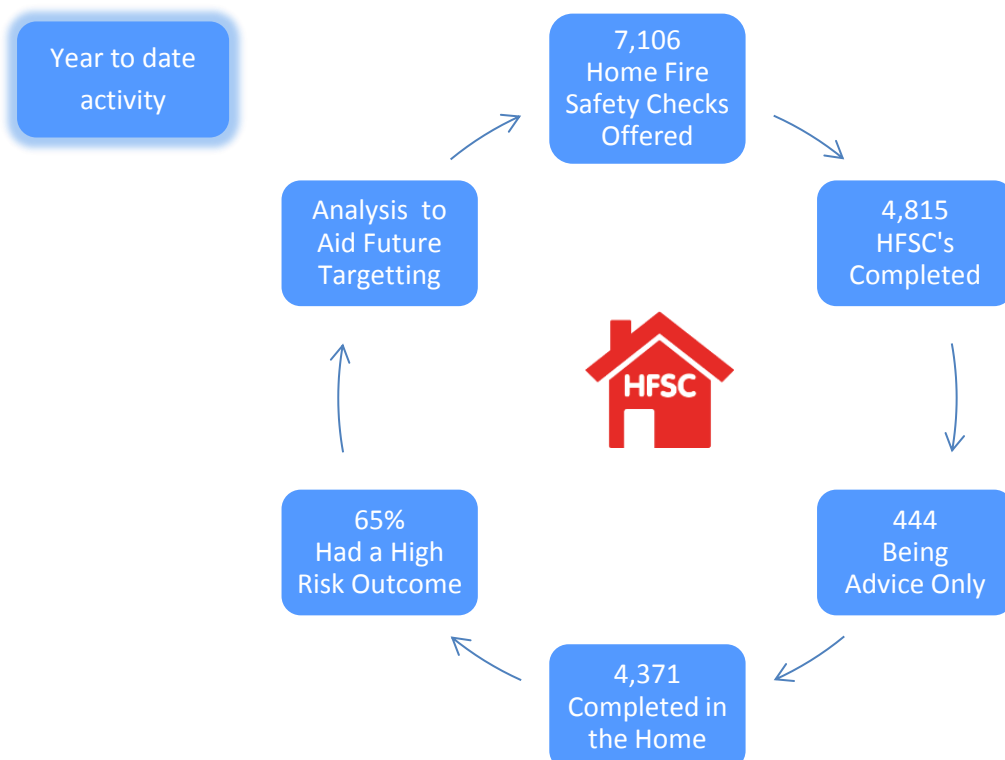 Year to date
activity
7,106
Home Fire
Safety Checks
Offered
4,815
HFSC's
Completed
444
Being
Advice Only
4,371
Completed in
the Home
65%
Had a High
Risk Outcome
Analysis to
Aid Future
Targetting
HFSC